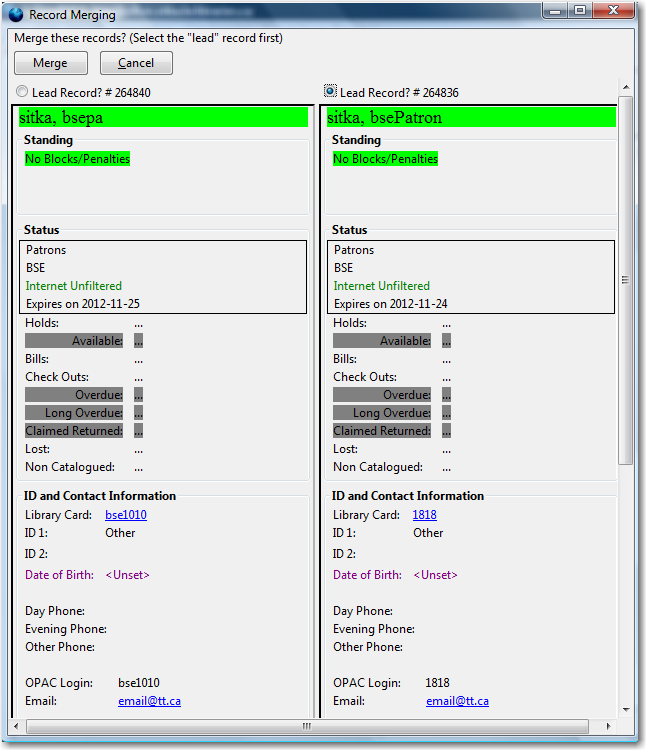 Record Merging
Merge these records? (Select the "lead" record first)
Merge Cancel
Lead Record? # 264840
sitka, bsepa
Standing
No Blocks/Penalties
Status
Patrons
BSE
Internet Unfiltered
Expires on 2012-11-25
Holds: ...
Available: ...
Bills: ...
Check Outs: ...
Overdue: ...
Long Overdue: ...
Claimed Returned: ...
Lost: ...
Non Catalogued: ...
ID and Contact Information
Library Card: bse1010
ID 1: Other
ID 2:
Date of Birth: <Unset>
Day Phone:
Evening Phone:
Other Phone:
OPAC Login: bse1010
Email: email@tt.ca
Lead Record? # 264836
sitka, bsePatron
Standing
No Blocks/Penalties
Status
Patrons
BSE
Internet Unfiltered
Expires on 2012-11-24
Holds: ...
Available: ...
Bills: ...
Check Outs: ...
Overdue: ...
Long Overdue: ...
Claimed Returned: ...
Lost: ...
Non Catalogued: ...
ID and Contact Information
Library Card: 1818
ID 1: Other
ID 2:
Date of Birth: <Unset>
Day Phone:
Evening Phone:
Other Phone:
OPAC Login: 1818
Email: email@tt.ca